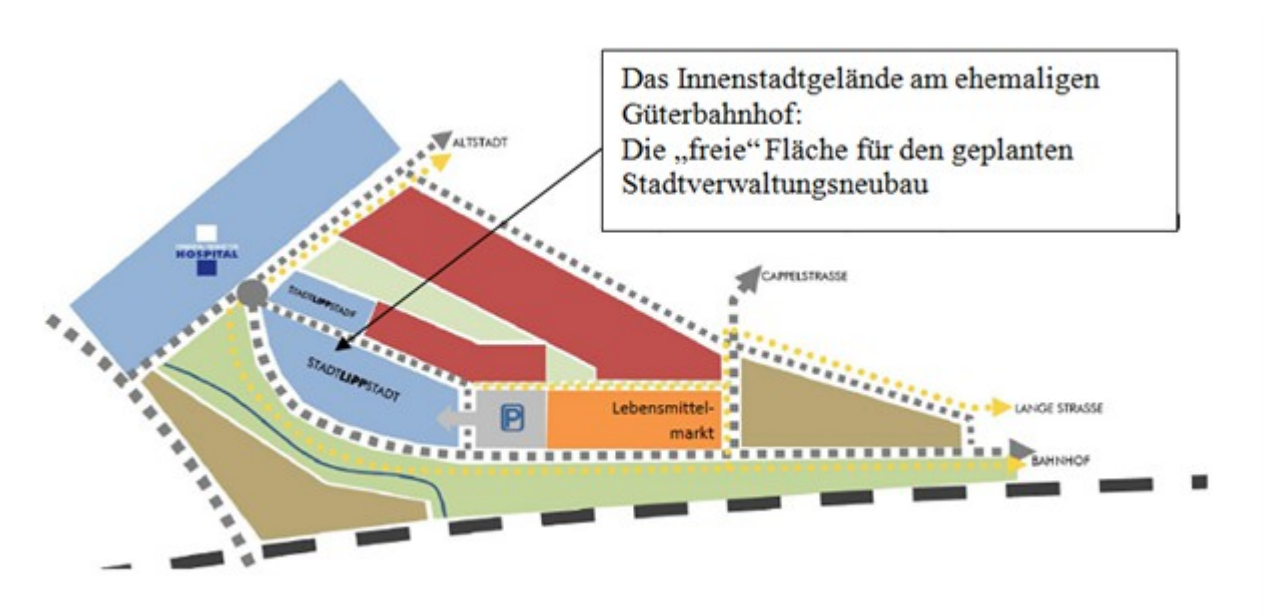 Das Innenstadtgelände am ehemaligen
Güterbahnhof:
Die „freie“ Fläche für den geplanten
Stadtverwaltungsneubau
ALTSTADT
HOSPITAL
CAPPELSTRASSE
STADTLIPPSTADT
STADTLIPPSTADT
P
Lebensmittel-
markt
LANGE STRASSE
BAHNHOF